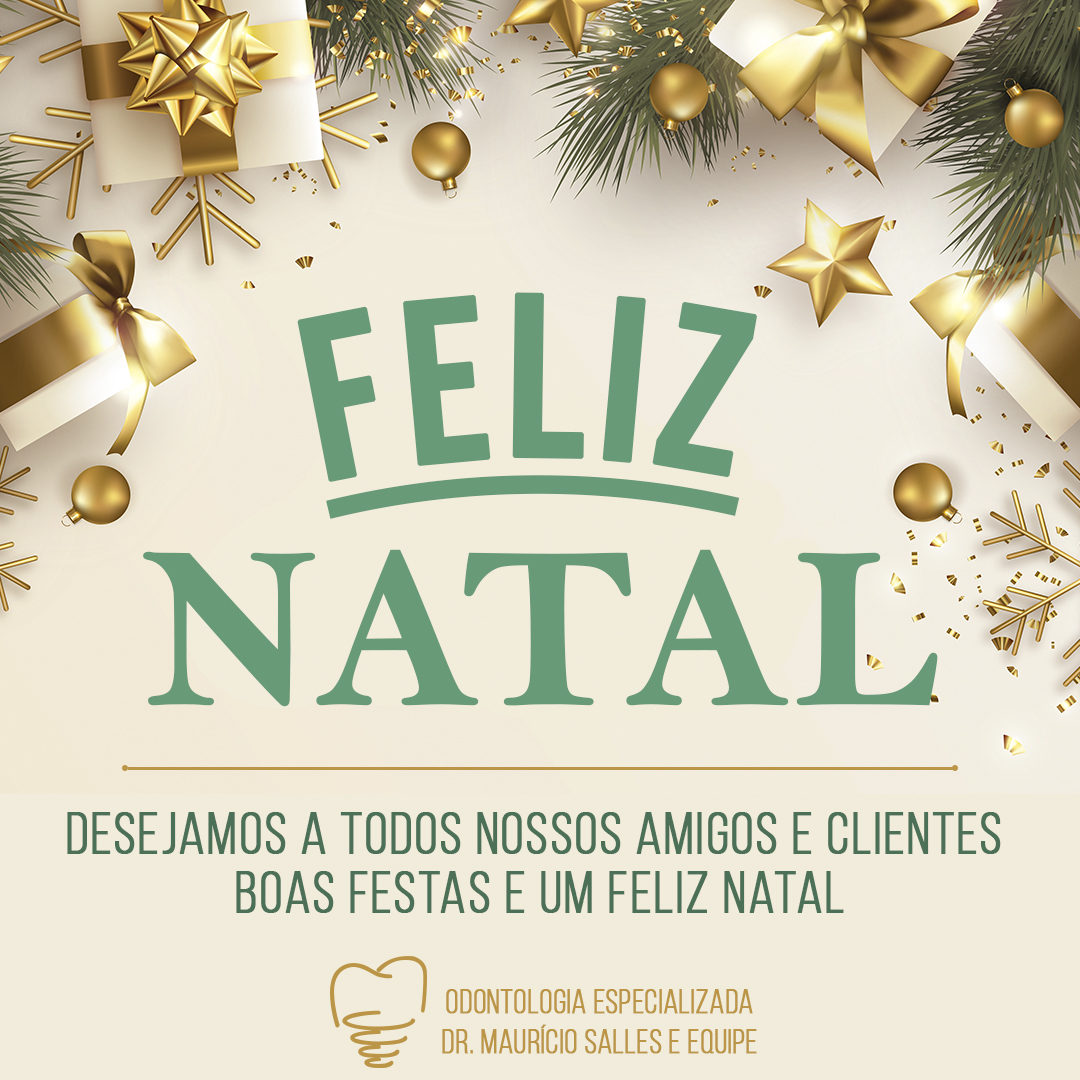 FELIZ
NATAL
DESEJAMOS A TODOS NOSSOS AMIGOS E CLIENTES
BOAS FESTAS E UM FELIZ NATAL
ODONTOLOGIA ESPECIALIZADA
DR. MAURÍCIO SALLES E EQUIPE